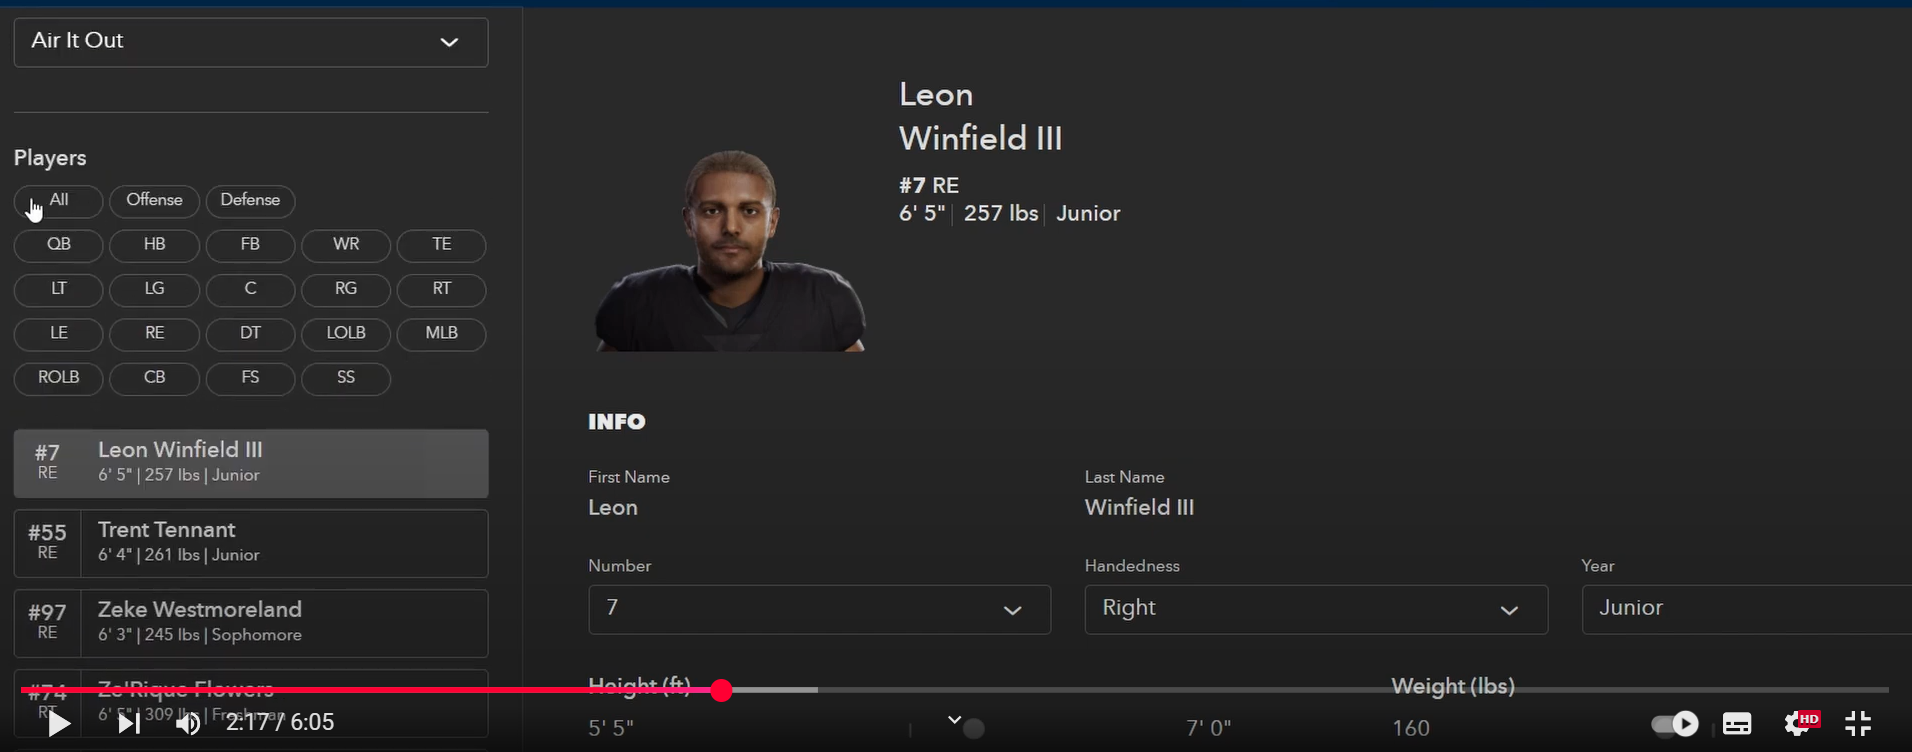 Air It Out
Players
All Offense Defense
QB HB FB WR TE
LT LG C RG RT
LE RE DT LOLB MLB
ROLB CB FS SS
#7 Leon Winfield III
RE 6' 5" | 257 lbs | Junior
#55 Trent Tennant
RE 6' 4" | 261 lbs | Junior
#97 Zeke Westmoreland
RE 6' 3" | 245 lbs | Sophomore
#74 Ze'Rique Flowers
RT 6' 5" | 309 lbs | Freshman
Leon
Winfield III
#7 RE
6' 5" | 257 lbs | Junior
INFO
First Name Last Name
Leon Winfield III
Number Handedness Year
7 Right Junior
Height (ft) Weight (lbs)
5' 5" 7' 0" 160
2:17 / 6:05
HD